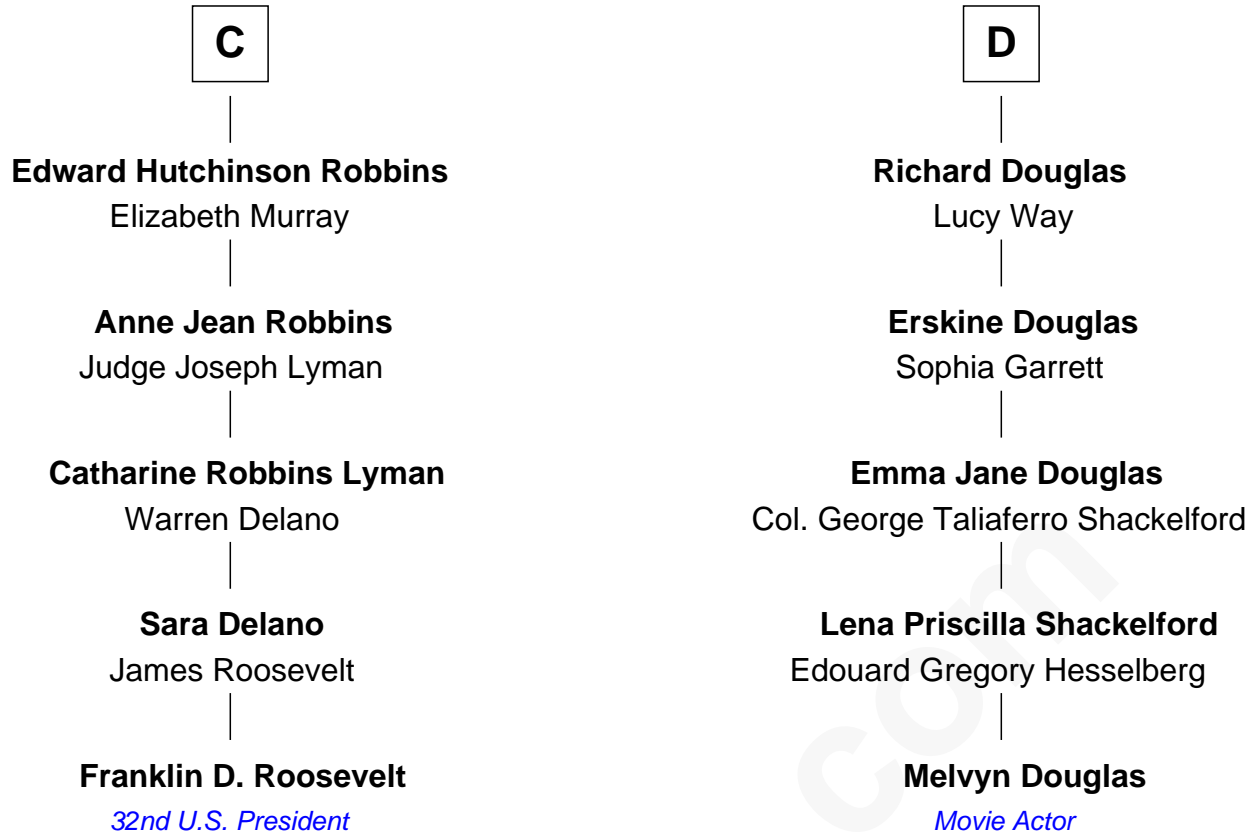 C
Edward Hutchinson Robbins
Elizabeth Murray
Anne Jean Robbins
Judge Joseph Lyman
Catharine Robbins Lyman
Warren Delano
Sara Delano
James Roosevelt
Franklin D. Roosevelt
32nd U.S. President
D
Richard Douglas
Lucy Way
Erskine Douglas
Sophia Garrett
Emma Jane Douglas
Col. George Taliaferro Shackelford
Lena Priscilla Shackelford
Edouard Gregory Hesselberg
Melvyn Douglas
Movie Actor
com